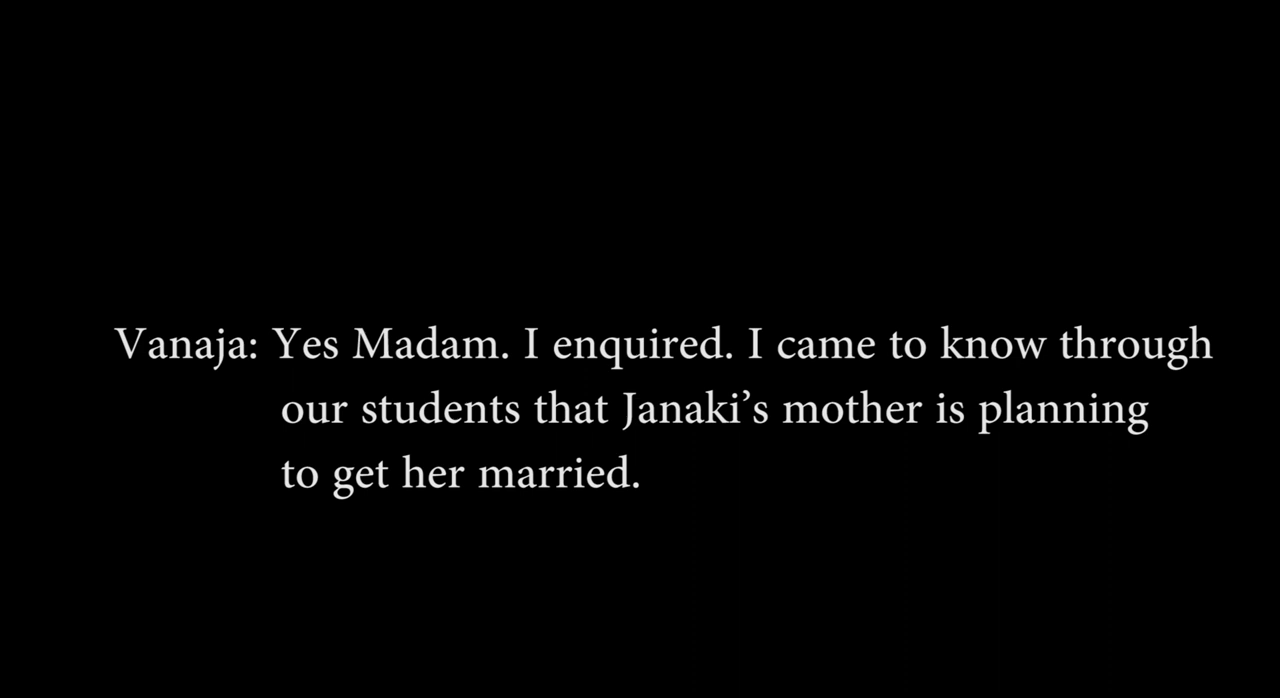 Vanaja: Yes Madam. I enquired. I came to know through
our students that Janaki’s mother is planning
to get her married.